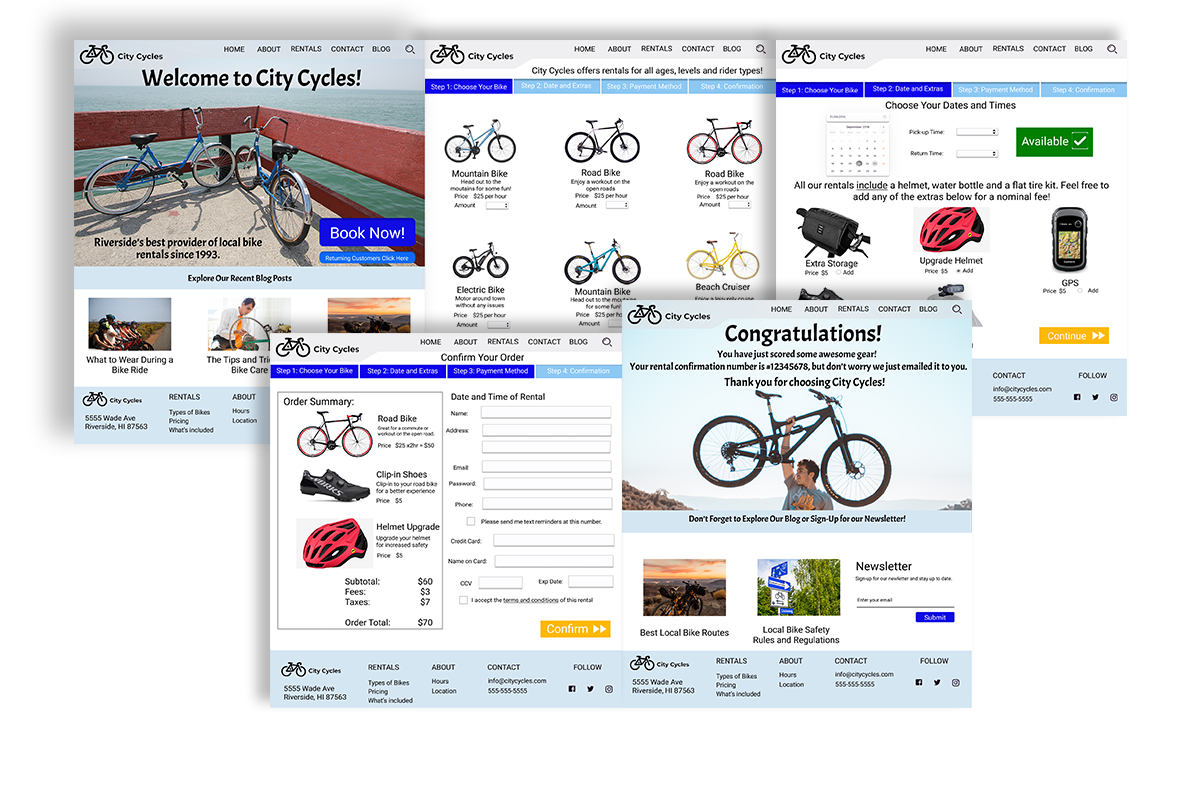 City Cycles
HOME ABOUT RENTALS CONTACT BLOG
Welcome to City Cycles!
Riverside's best provider of local bike
rentals since 1993.
Book Now!
Returning Customers Click Here
Explore Our Recent Blog Posts
What to Wear During a
Bike Ride
The Tips and
Bike Care
City Cycles
5555 Wade Ave
Riverside, HI 87563
RENTALS
Types of Bikes
Pricing
What's included
ABOUT
Hours
Location
City Cycles
HOME ABOUT RENTALS CONTACT BLOG
City Cycles offers rentals for all ages, levels and rider types!
Step 1: Choose Your Bike Step 2: Date and Extras Step 3: Payment Method Step 4: Confirmation
Mountain Bike
Head out to the
moutains for some fun!
Price $25 per hour
Amount
Road Bike
Enjoy a workout on the
open roads
Price $25 per hour
Amount
Road Bike
Enjoy a workout on the
open roads
Price $25 per hour
Amount
Electric Bike
Motor around town
without any issues
Price $25 per hour
Amount
Mountain Bike
Head out to the moutains
for some fun!
Price $25 per hour
Amount
Beach Cruiser
Enjoy a leisurely cruise
City Cycles
HOME ABOUT RENTALS CONTACT BLOG
Step 1: Choose Your Bike Step 2: Date and Extras Step 3: Payment Method Step 4: Confirmation
Choose Your Dates and Times
September 2018
Pick-up Time:
Return Time:
Available
All our rentals include a helmet, water bottle and a flat tire kit. Feel free to
add any of the extras below for a nominal fee!
Extra Storage
Price $5 Add
Upgrade Helmet
Price $5 Add
GPS
Price $5 Add
Continue
CONTACT
info@citycycles.com
555-555-5555
FOLLOW
City Cycles
HOME ABOUT RENTALS CONTACT BLOG
Confirm Your Order
Step 1: Choose Your Bike Step 2: Date and Extras Step 3: Payment Method Step 4: Confirmation
Order Summary:
Road Bike
Great for a commute or
workout on the open road.
Price $25 x2hr = $50
Clip-in Shoes
Clip-in to your road bike
for a better experience
Price $5
Helmet Upgrade
Upgrade your helmet
for increased safety
Price $5
Subtotal: $60
Fees: $3
Taxes: $7
Order Total: $70
Date and Time of Rental
Name:
Address:
Email:
Password:
Phone:
Please send me text reminders at this number.
Credit Card:
Name on Card:
CCV
Exp Date:
I accept the terms and conditions of this rental
Confirm
City Cycles
5555 Wade Ave
Riverside, HI 87563
RENTALS
Types of Bikes
Pricing
What's included
ABOUT
Hours
Location
CONTACT
info@citycycles.com
555-555-5555
FOLLOW
City Cycles
HOME ABOUT RENTALS CONTACT BLOG
Congratulations!
You have just scored some awesome gear!
Your rental confirmation number is #12345678, but don't worry we just emailed it to you.
Thank you for choosing City Cycles!
Don't Forget to Explore Our Blog or Sign-Up for our Newsletter!
Best Local Bike Routes
Local Bike Safety
Rules and Regulations
Newsletter
Sign-up for our newletter and stay up to date.
Enter your email
Submit
City Cycles
5555 Wade Ave
Riverside, HI 87563
RENTALS
Types of Bikes
Pricing
What's included
ABOUT
Hours
Location
CONTACT
info@citycycles.com
555-555-5555
FOLLOW